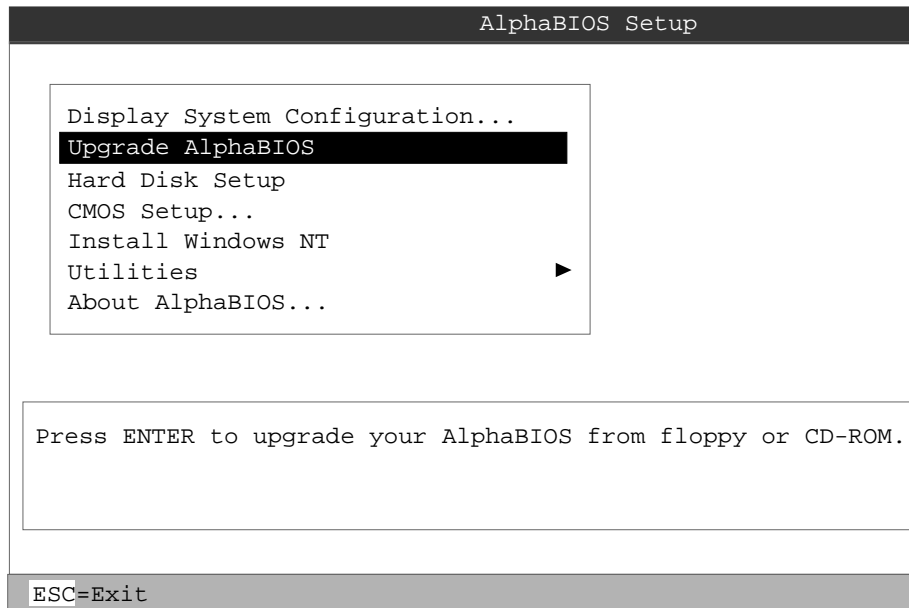 AlphaBIOS Setup
Display System Configuration...
Upgrade AlphaBIOS
Hard Disk Setup
CMOS Setup...
Install Windows NT
Utilities
About AlphaBIOS...
Press ENTER to upgrade your AlphaBIOS from floppy or CD-ROM.
ESC=Exit